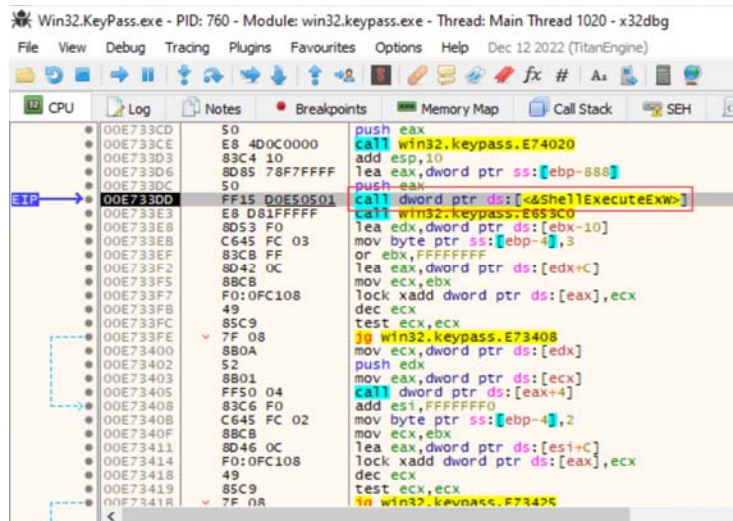 Win32.KeyPass.exe - PID: 760 - Module: win32.keypass.exe - Thread: Main Thread 1020 - x32dbg
File View Debug Tracing Plugins Favourites Options Help Dec 12 2022 (TitanEngine)
CPU Log Notes Breakpoints Memory Map Call Stack SEH
00E733CD 50 push eax
00E733CE E8 4D0C0000 call win32.keypass.E74020
00E733D3 83C4 10 add esp,10
00E733D6 8D85 78F7FFFF lea eax,dword ptr ss:[ebp-888]
00E733DC 50 push eax
EIP 00E733DD FF15 D0E50501 call dword ptr ds:[<&ShellExecuteExW>]
00E733E3 E8 D81FFFFF call win32.keypass.E653C0
00E733E8 8D53 F0 lea edx,dword ptr ds:[ebx-10]
00E733EB C645 FC 03 mov byte ptr ss:[ebp-4],3
00E733EF 83CB FF or ebx,FFFFFFFF
00E733F2 8D42 0C lea eax,dword ptr ds:[edx+C]
00E733F5 8BCB mov ecx,ebx
00E733F7 F0:0FC108 lock xadd dword ptr ds:[eax],ecx
00E733FB 49 dec ecx
00E733FC 85C9 test ecx,ecx
00E733FE 7F 08 jg win32.keypass.E73408
00E73400 8B0A mov ecx,dword ptr ds:[edx]
00E73402 52 push edx
00E73403 8B01 mov eax,dword ptr ds:[ecx]
00E73405 FF50 04 call dword ptr ds:[eax+4]
00E73408 83C6 F0 add esi,FFFFFFF0
00E7340B C645 FC 02 mov byte ptr ss:[ebp-4],2
00E7340F 8BCB mov ecx,ebx
00E73411 8D46 0C lea eax,dword ptr ds:[esi+C]
00E73414 F0:0FC108 lock xadd dword ptr ds:[eax],ecx
00E73418 49 dec ecx
00E73419 85C9 test ecx,ecx
00E7341B 7F 08 jg win32.keypass.E73425